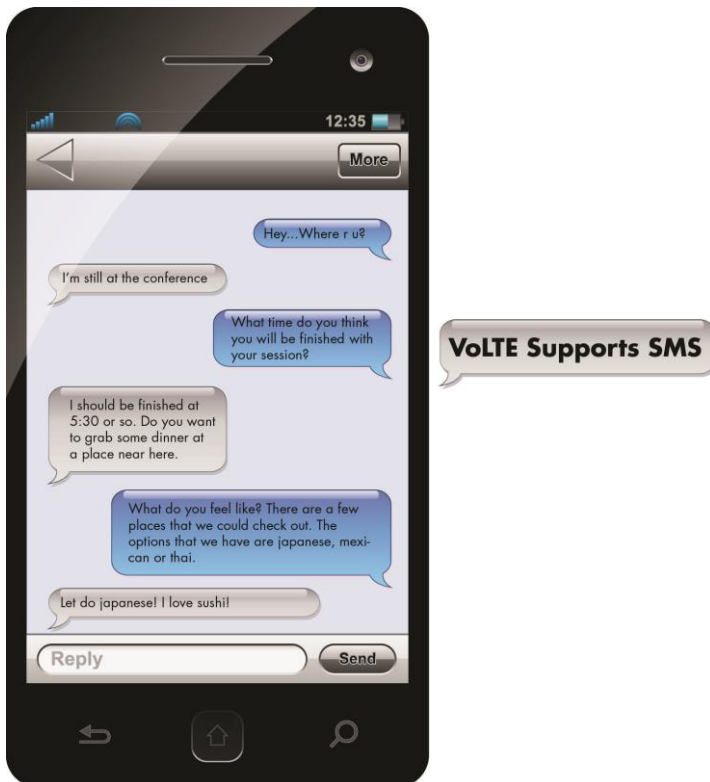 12:35
More
Hey...Where r u?
I'm still at the conference
What time do you think
you will be finished with
your session?
VoLTE Supports SMS
I should be finished at
5:30 or so. Do you want
to grab some dinner at
a place near here.
What do you feel like? There are a few
places that we could check out. The
options that we have are japanese, mexi-
can or thai.
Let do japanese! I love sushi!
Reply
Send